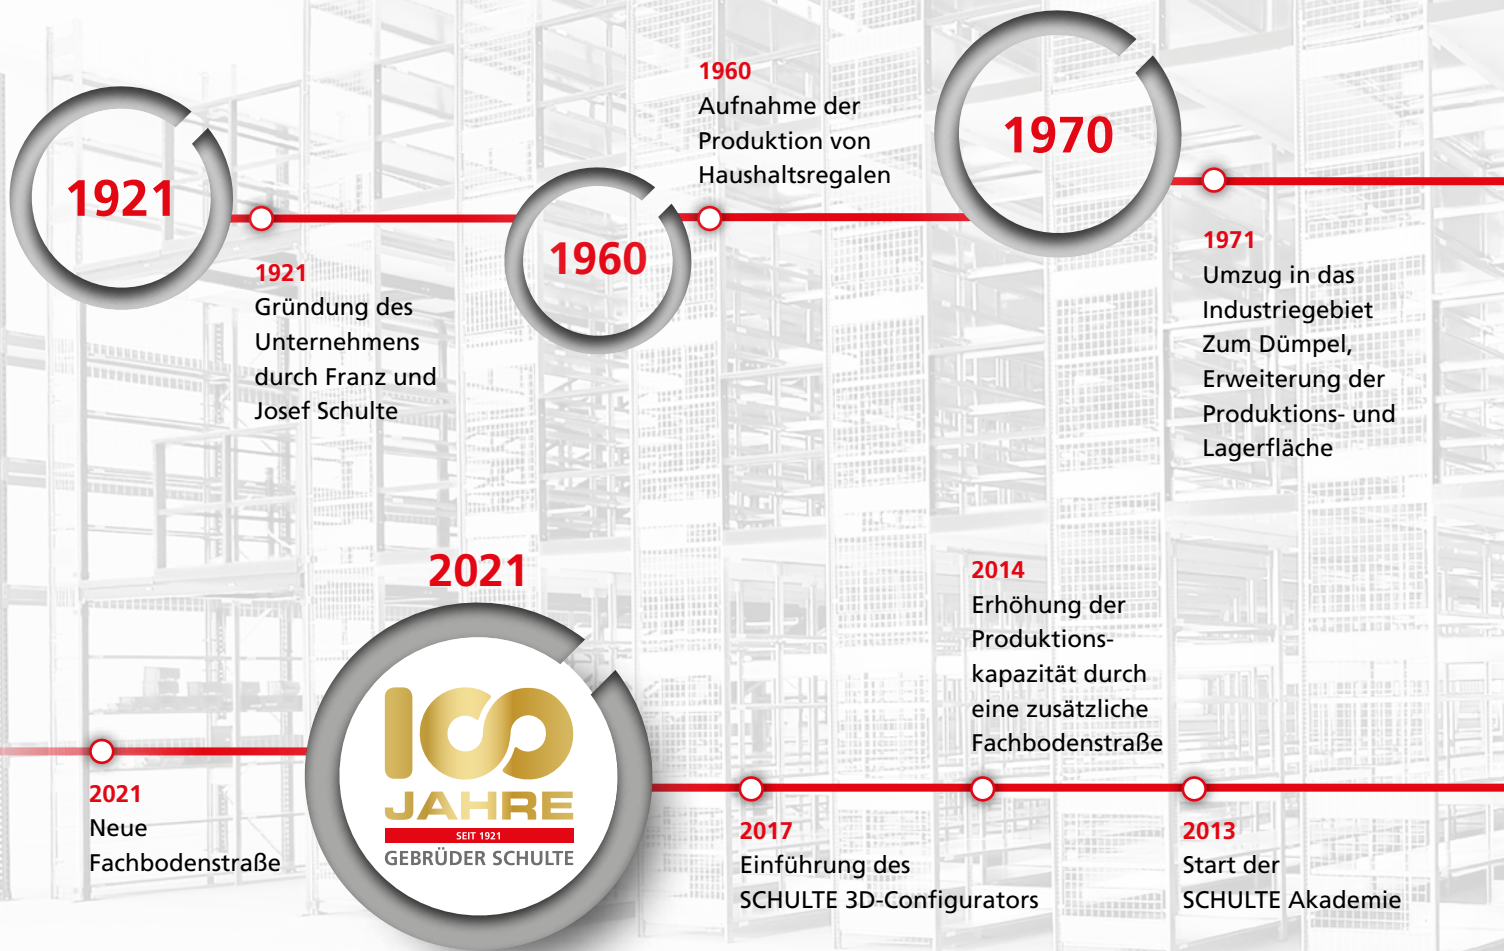 1921
1921
Gründung des
Unternehmens
durch Franz und
Josef Schulte
1960
1960
Aufnahme der
Produktion von
Haushaltsregalen
1970
1971
Umzug in das
Industriegebiet
Zum Dümpel,
Erweiterung der
Produktions- und
Lagerfläche
2021
Neue
Fachbodenstraße
2021
100
JAHRE
SEIT 1921
GEBRÜDER SCHULTE
2017
Einführung des
SCHULTE 3D-Configurators
2014
Erhöhung der
Produktions-
kapazität durch
eine zusätzliche
Fachbodenstraße
2013
Start der
SCHULTE Akademie